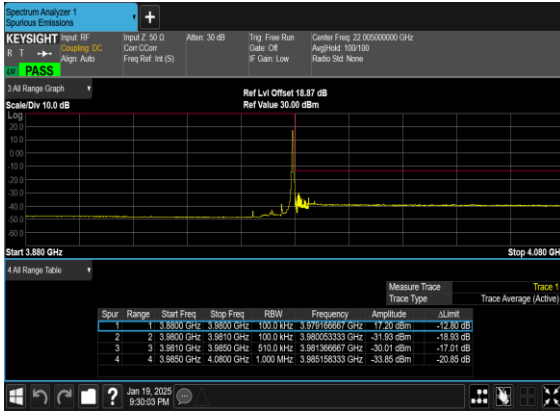 Spectrum Analyzer 1
Spurious Emissions
+
KEYSIGHT Input: RF Input Z: 50 Ω Atten: 30 dB Trig: Free Run Center Freq: 22.005000000 GHz
R T Coupling: DC Corr CCorr Gate: Off Avg|Hold: 100/100
Align: Auto Freq Ref: Int (S) IF Gain: Low Radio Std: None
PASS
3 All Range Graph
Ref Lvl Offset 18.87 dB
Scale/Div 10.0 dB Ref Value 30.00 dBm
Log
20.0
10.0
0.00
-10.0
-20.0
-30.0
-40.0
-50.0
-60.0
Start 3.880 GHz Stop 4.080 GH
4 All Range Table
Measure Trace Trace 1
Trace Type Trace Average (Active)
Spur Range Start Freq Stop Freq RBW Frequency Amplitude ΔLimit
1 1 3.8800 GHz 3.9800 GHz 100.0 kHz 3.979166667 GHz 17.20 dBm -12.80 dB
2 2 3.9800 GHz 3.9810 GHz 100.0 kHz 3.980053333 GHz -31.93 dBm -18.93 dB
3 3 3.9810 GHz 3.9850 GHz 510.0 kHz 3.981366667 GHz -30.01 dBm -17.01 dB
4 4 3.9850 GHz 4.0800 GHz 1.000 MHz 3.985158333 GHz -33.85 dBm -20.85 dB
? Jan 19, 2025
9:30:03 PM